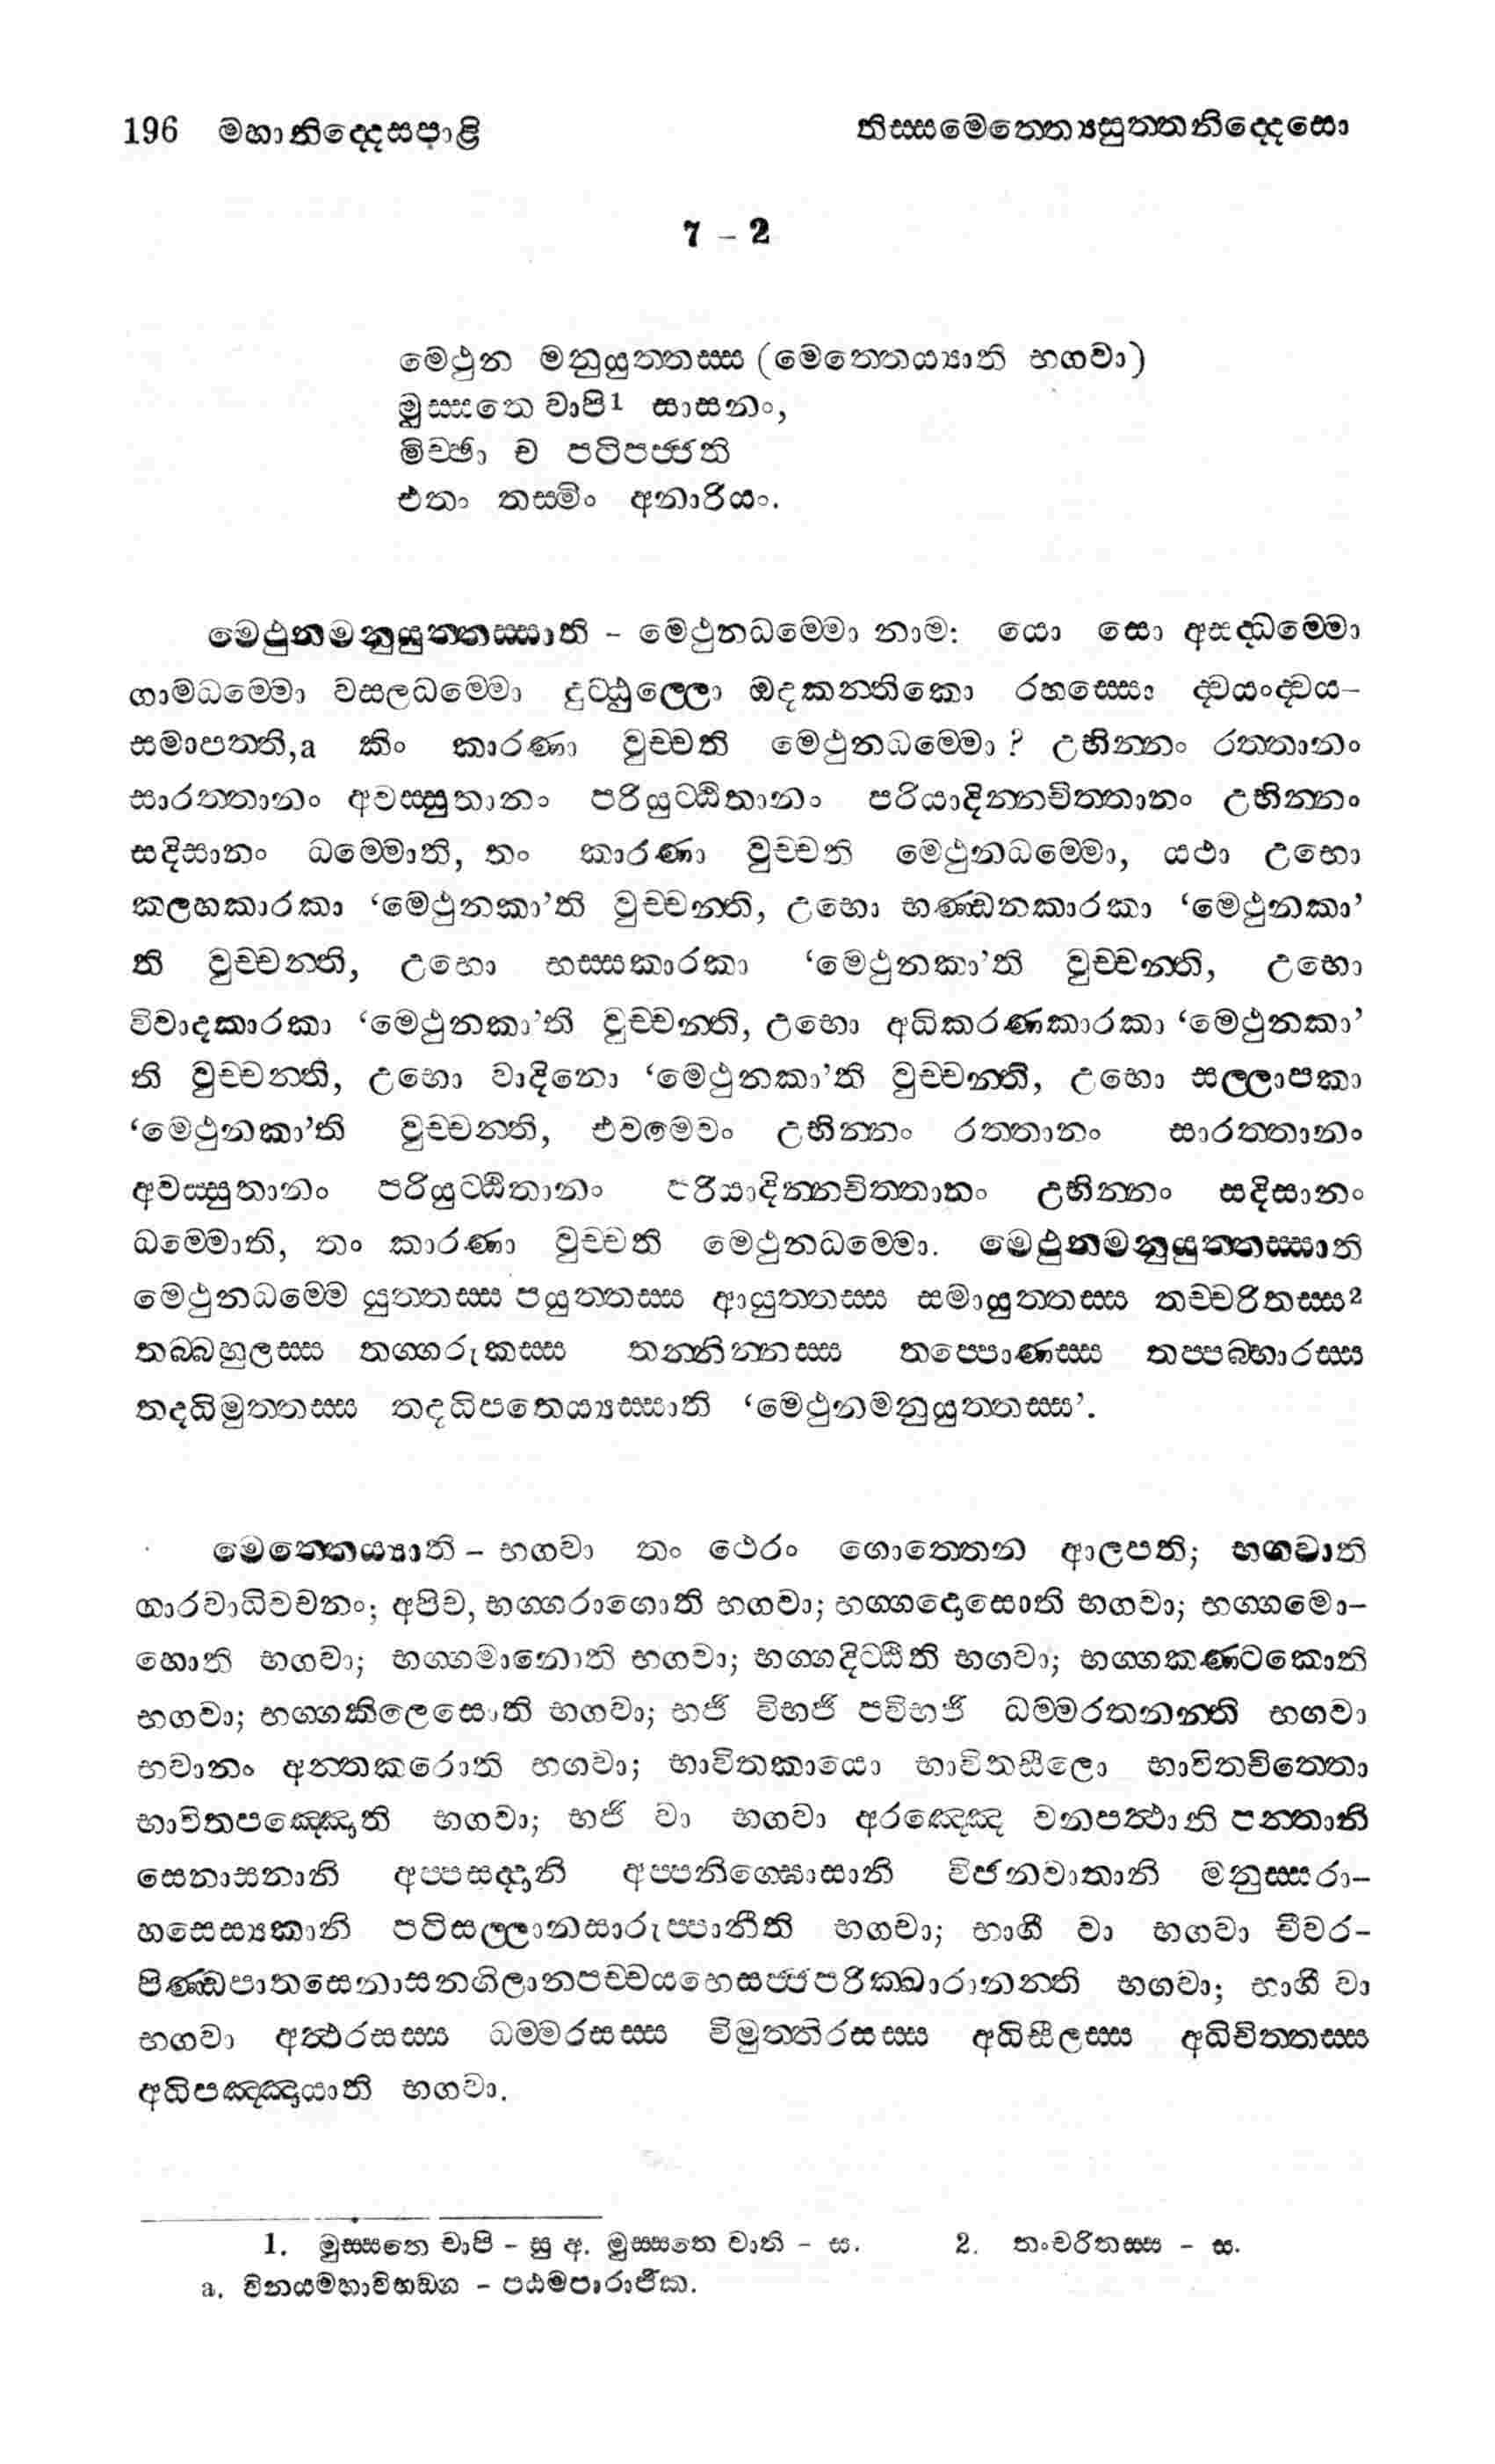 196 මහානිද්දෙසපාළි තිස්සමෙත්තෙය්‍යසුත්තනිද්දෙසො
7 – 2
මෙථුන මනුයුත්තස්ස (මෙත්තෙය්‍යාති භගවා)
මුස්සතෙ වාපි1 සාසනං,
මිච්ඡා ච පටිපජ්ජති
එතං තස්මිං අනාරියං.
මෙථුනමනුයුත්තස්සාති – මෙථුනධම්මො නාම: යො සො අසද්ධම්මො
ගාමධම්මො වසලධම්මො දුට්ඨුල්ලො ඔදකන්තිකො රහස්සො ද්වයංද්වය–
සමාපත්ති,a කිං කාරණා වුච්චති මෙථුනධම්මො? උභින්නං රත්තානං
සාරත්තානං අවස්සුතානං පරියුට්ඨිතානං පරියාදින්නචිත්තානං උභින්නං
සදිසානං ධම්මොති, තං කාරණා වුච්චති මෙථුනධම්මො, යථා උභො
කලහකාරකා ‘මෙථුනකා’ති වුච්චන්ති, උභො භණ්ඩනකාරකා ‘මෙථුනකා’
ති වුච්චන්ති, උහො භස්සකාරකා ‘මෙථුනකා’ති වුච්චන්ති, උභො
විවාදකාරකා ‘මෙථුනකා’ති වුච්චන්ති, උභො අධිකරණකාරකා ‘මෙථුනකා’
ති වුච්චන්ති, උභො වාදිනො ‘මෙථුනකා’ති වුච්චන්ති, උභො සල්ලාපකා
‘මෙථුනකා’ති වුච්චන්ති, එවමෙවං උභින්නං රත්තානං සාරත්තානං
අවස්සුතානං පරියුට්ඨිතානං පරියාදින්නචිත්තානං උභින්නං සදිසානං
ධම්මොති, තං කාරණා වුච්චති මෙථුනධම්මො. මෙථුනමනුයුත්තස්සාති
මෙථුනධම්මෙ යුත්තස්ස පයුත්තස්ස ආයුත්තස්ස සමායුත්තස්ස තච්චරිතස්ස2
තබ්බහුලස්ස තග්ගරුකස්ස තන්නින්නස්ස තප්පොණස්ස තප්පබ්භාරස්ස
තදධිමුත්තස්ස තදධිපතෙය්‍යස්සාති ‘මෙථුනමනුයුත්තස්ස’.
මෙත්තෙය්‍යාති – භගවා තං ථෙරං ගොත්තෙන ආලපති; භගවාති
ගාරවාධිවචනං; අපිච, භග්ගරාගොති භගවා; භග්ගදොසොති භගවා; භග්ගමො–
හොති භගවා; භග්ගමානොති භගවා; භග්ගදිට්ඨීති භගවා; භග්ගකණ්ටකොති
භගවා; භග්ගකිලෙසොති භගවා; භජි විභජි පවිභජි ධම්මරතනන්ති භගවා
භවානං අන්තකරොති භගවා; භාවිතකායො භාවිතසීලො භාවිතචිත්තො
භාවිතපඤ්ඤොති භගවා; භජි වා භගවා අරඤ්ඤෙ වනපත්ථානි පන්තානි
සෙනාසනානි අප්පසද්දානි අප්පනිග්ඝොසානි විජනවාතානි මනුස්සරා–
හසෙස්‍යකානි පටිසල්ලානසාරුප්පානීති භගවා; භාගී වා භගවා චීවර–
පිණ්ඩපාතසෙනාසනගිලානපච්චයභෙසජ්ජපරික්ඛාරානන්ති භගවා; භාගී වා
භගවා අත්ථරසස්ස ධම්මරසස්ස විමුත්තිරසස්ස අධිසීලස්ස අධිචිත්තස්ස
අධිපඤ්ඤායාති භගවා.
1. මුස්සතෙ චාපි – සු අ. මුස්සතෙ වාති – ස. 2. තංචරිතස්ස – ස.
a. විනයමහාවිභඞ්ග – පඨමපාරාජික.